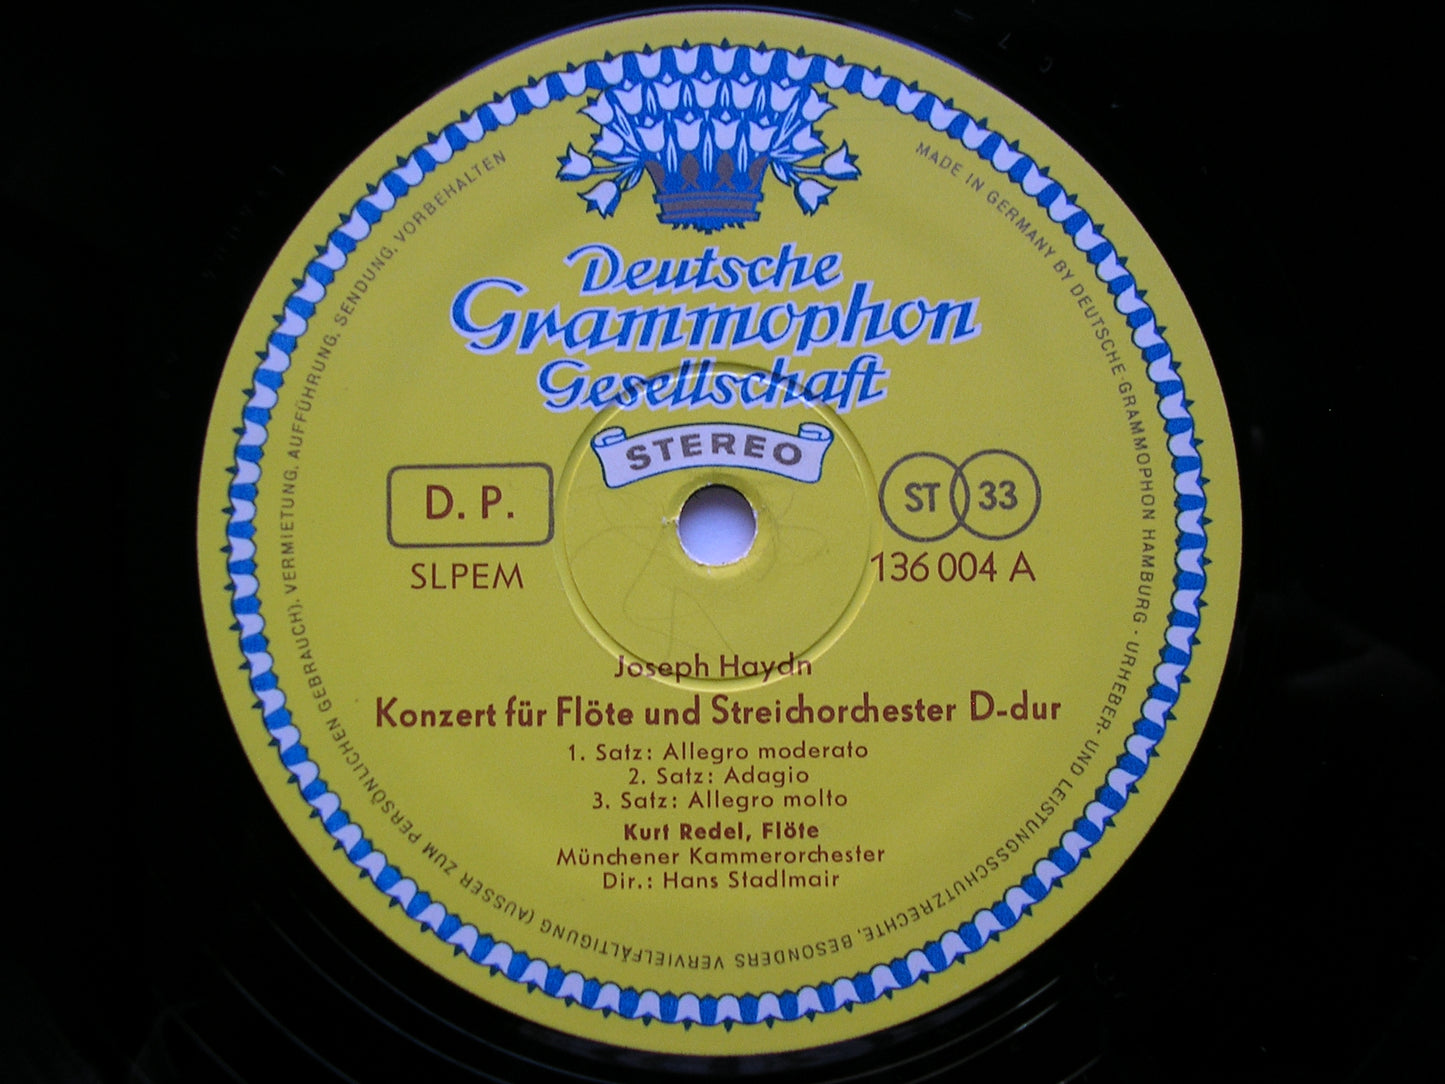 Deutsche
Grammophon
Gesellschaft
STEREO
D. P.
SLPEM
ST 33
136 004 A
Joseph Haydn
Konzert für Flöte und Streichorchester D-dur
1. Satz: Allegro moderato
2. Satz: Adagio
3. Satz: Allegro molto
Kurt Redel, Flöte
Münchener Kammerorchester
Dir.: Hans Stadlmair
MADE IN GERMANY BY DEUTSCHE·GRAMMOPHON HAMBURG · URHEBER- UND LEISTUNGSSCHUTZRECHTE, BESONDERS VERVIELFÄLTIGUNG (AUSSER ZUM PERSÖNLICHEN GEBRAUCH), VERMIETUNG, AUFFÜHRUNG, SENDUNG, VORBEHALTEN